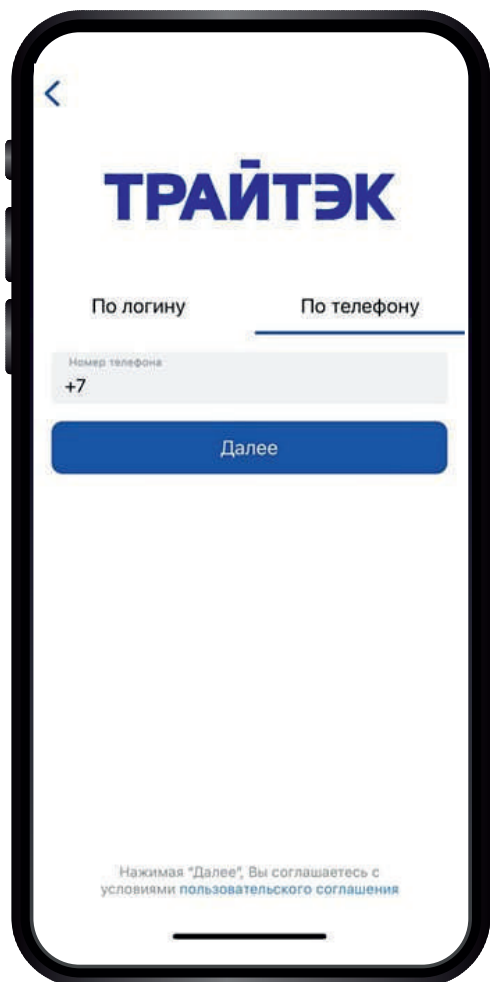 ТРАЙТЭК
По логину По телефону
Номер телефона
+7
Далее
Нажимая "Далее", Вы соглашаетесь с
условиями пользовательского соглашения